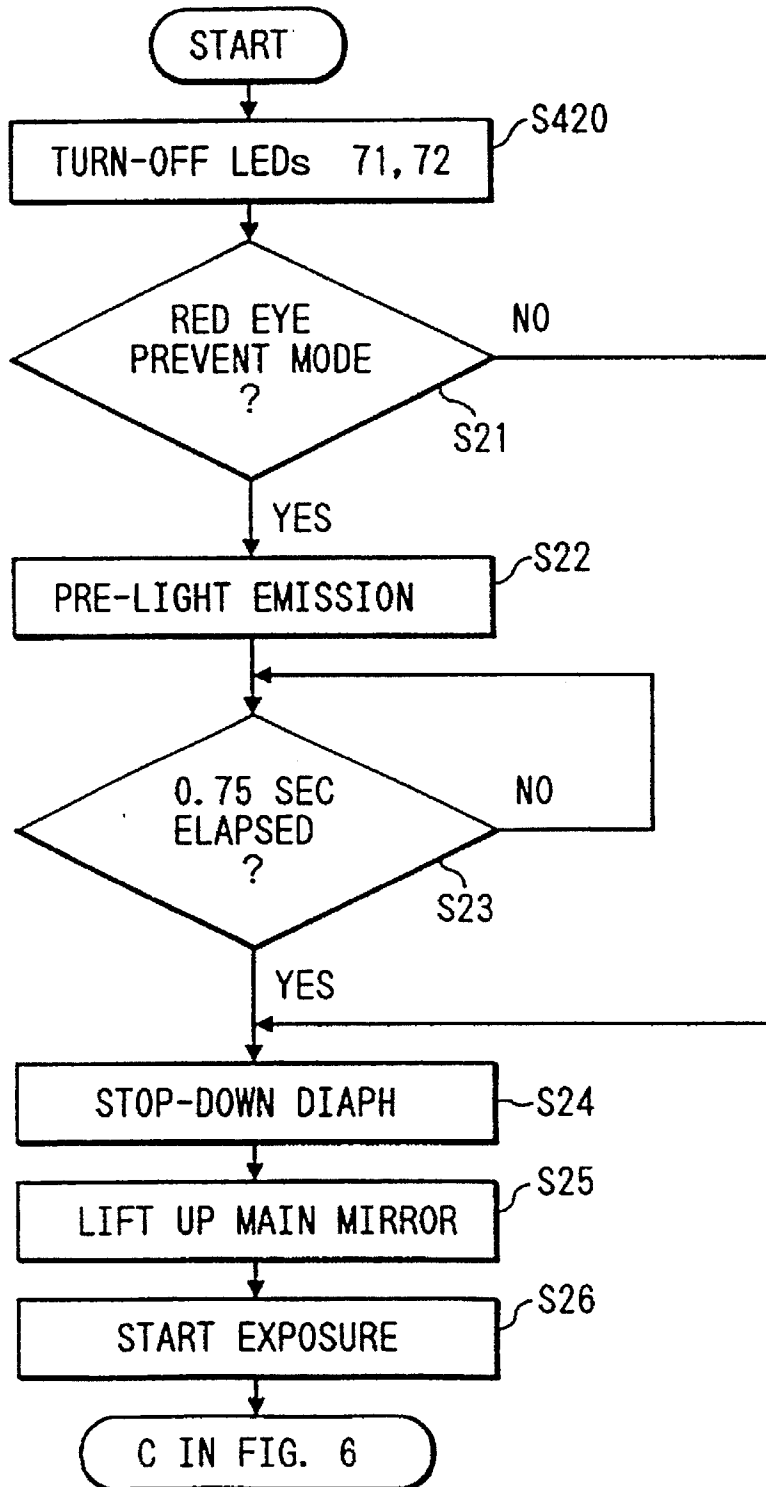 START
S420
TURN-OFF LEDs 71, 72
RED EYE
PREVENT MODE
?
NO
S21
YES
S22
PRE-LIGHT EMISSION
0.75 SEC
ELAPSED
?
NO
S23
YES
STOP-DOWN DIAPH
S24
S25
LIFT UP MAIN MIRROR
S26
START EXPOSURE
C IN FIG. 6